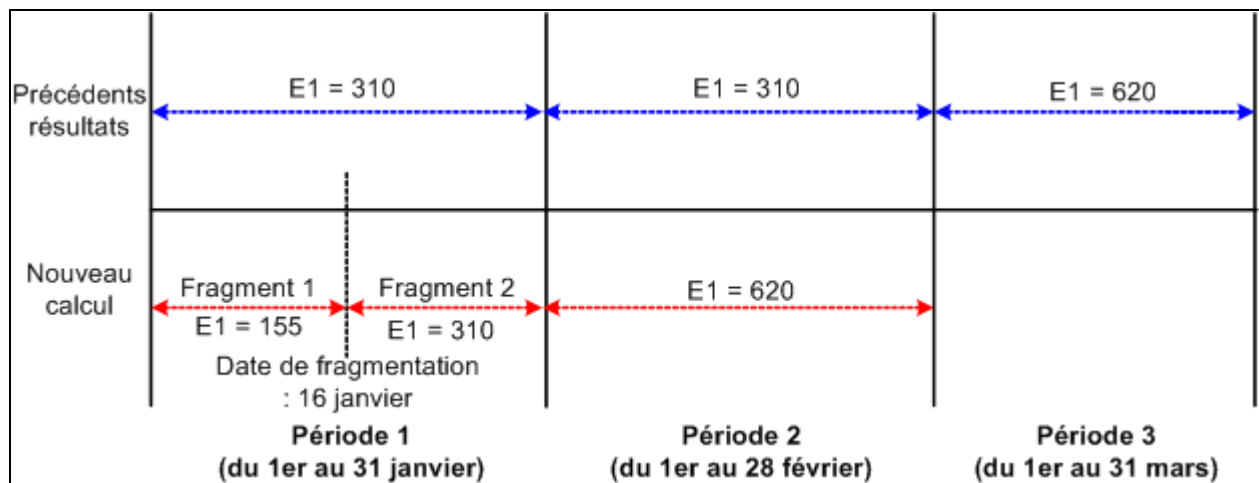 Précédents
résultats
E1 = 310
E1 = 310
E1 = 620
Nouveau
calcul
Fragment 1
E1 = 155
Fragment 2
E1 = 310
E1 = 620
Date de fragmentation
: 16 janvier
Période 1
(du 1er au 31 janvier)
Période 2
(du 1er au 28 février)
Période 3
(du 1er au 31 mars)